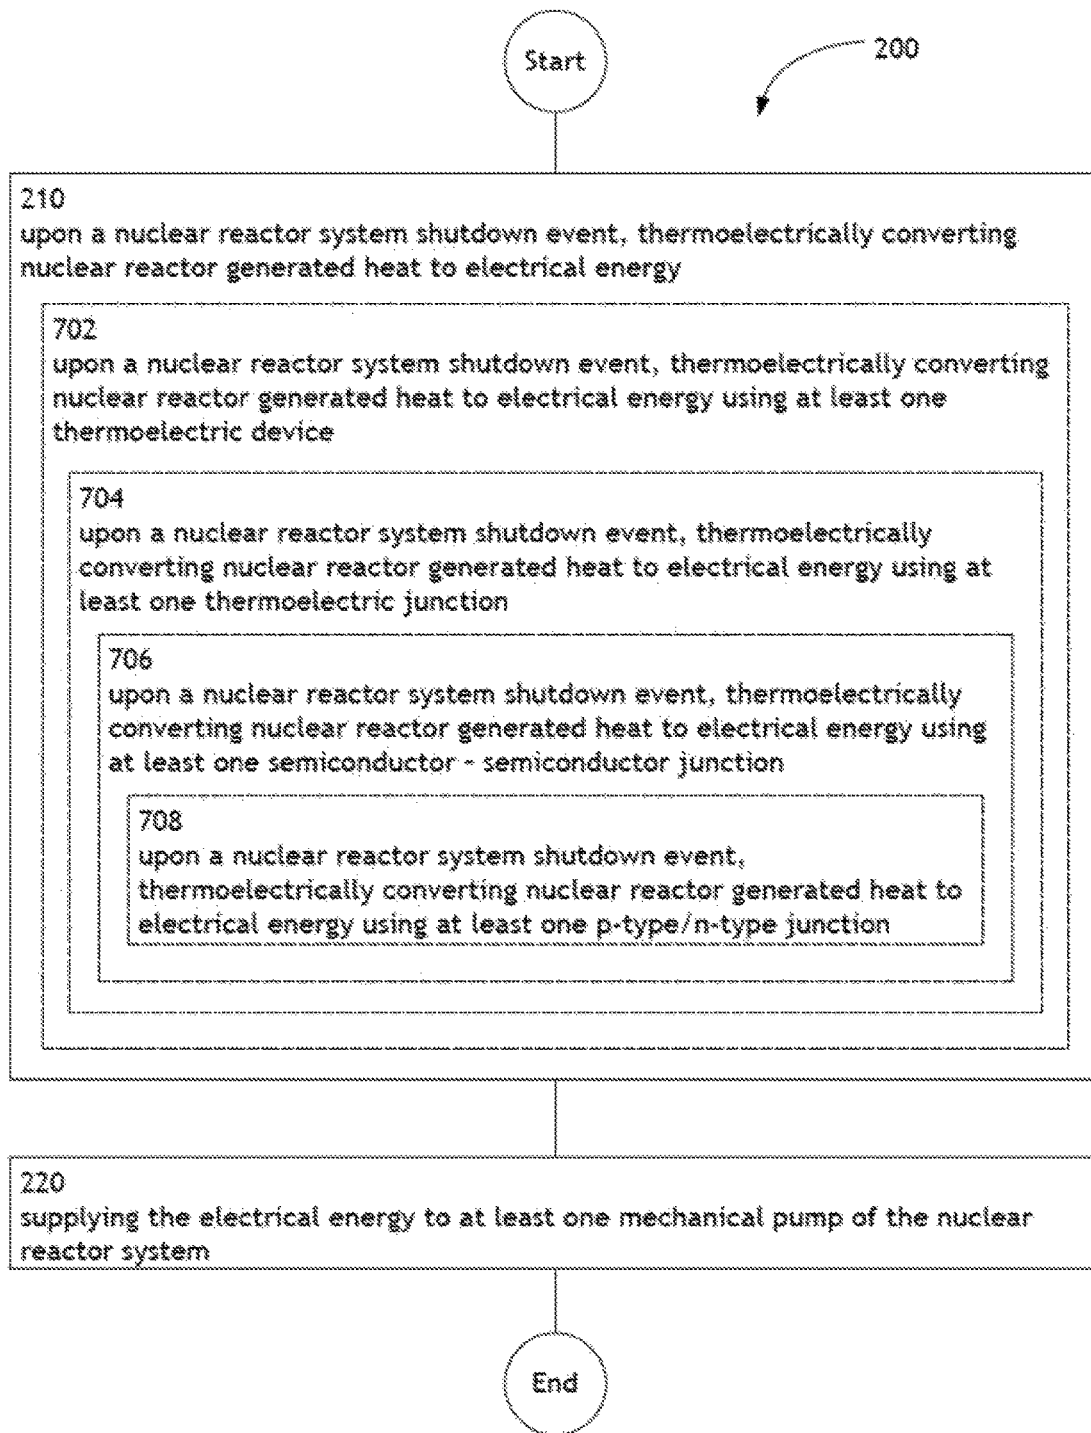 Start
200
210
upon a nuclear reactor system shutdown event, thermoelectrically converting
nuclear reactor generated heat to electrical energy
702
upon a nuclear reactor system shutdown event, thermoelectrically converting
nuclear reactor generated heat to electrical energy using at least one
thermoelectric device
704
upon a nuclear reactor system shutdown event, thermoelectrically
converting nuclear reactor generated heat to electrical energy using at
least one thermoelectric junction
706
upon a nuclear reactor system shutdown event, thermoelectrically
converting nuclear reactor generated heat to electrical energy using
at least one semiconductor - semiconductor junction
708
upon a nuclear reactor system shutdown event,
thermoelectrically converting nuclear reactor generated heat to
electrical energy using at least one p-type/n-type junction
220
supplying the electrical energy to at least one mechanical pump of the nuclear
reactor system
End